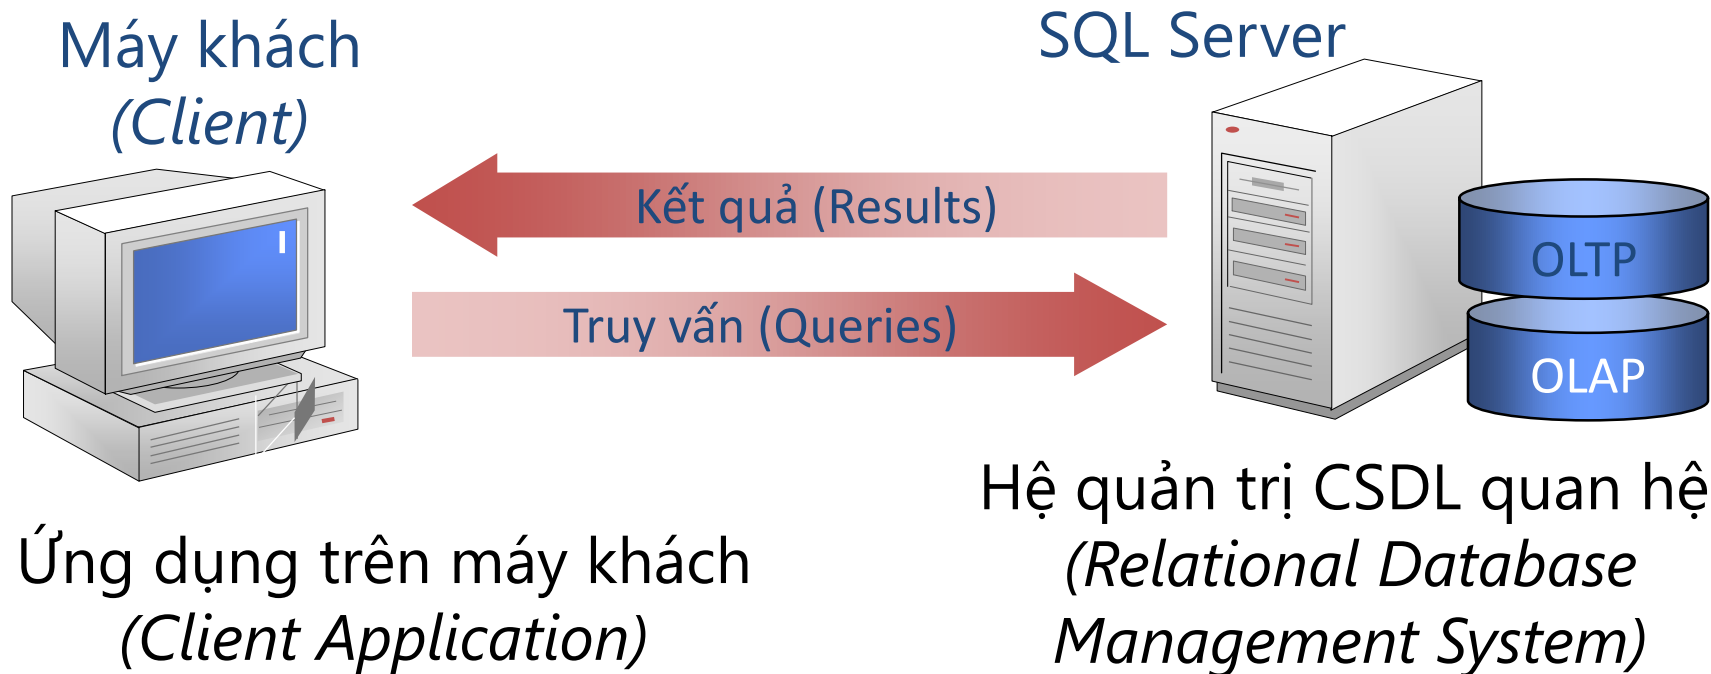 Máy khách
(Client)
SQL Server
Kết quả (Results)
Truy vấn (Queries)
OLTP
OLAP
Ứng dụng trên máy khách
(Client Application)
Hệ quản trị CSDL quan hệ
(Relational Database
Management System)